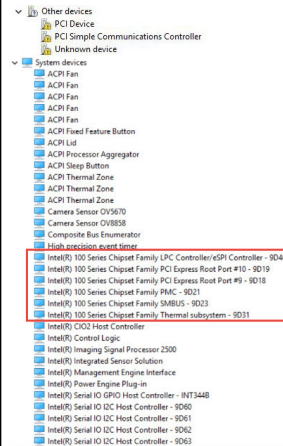 Other devices
PCI Device
PCI Simple Communications Controller
Unknown device
System devices
ACPI Fan
ACPI Fan
ACPI Fan
ACPI Fan
ACPI Fan
ACPI Fixed Feature Button
ACPI Lid
ACPI Processor Aggregator
ACPI Sleep Button
ACPI Thermal Zone
ACPI Thermal Zone
ACPI Thermal Zone
Camera Sensor OV5670
Camera Sensor OV8858
Composite Bus Enumerator
High precision event timer
Intel(R) 100 Series Chipset Family LPC Controller/eSPI Controller - 9D4
Intel(R) 100 Series Chipset Family PCI Express Root Port #10 - 9D19
Intel(R) 100 Series Chipset Family PCI Express Root Port #9 - 9D18
Intel(R) 100 Series Chipset Family PMC - 9D21
Intel(R) 100 Series Chipset Family SMBUS - 9D23
Intel(R) 100 Series Chipset Family Thermal subsystem - 9D31
Intel(R) CIO2 Host Controller
Intel(R) Control Logic
Intel(R) Imaging Signal Processor 2500
Intel(R) Integrated Sensor Solution
Intel(R) Management Engine Interface
Intel(R) Power Engine Plug-in
Intel(R) Serial IO GPIO Host Controller - INT344B
Intel(R) Serial IO I2C Host Controller - 9D60
Intel(R) Serial IO I2C Host Controller - 9D61
Intel(R) Serial IO I2C Host Controller - 9D62
Intel(R) Serial IO I2C Host Controller - 9D63